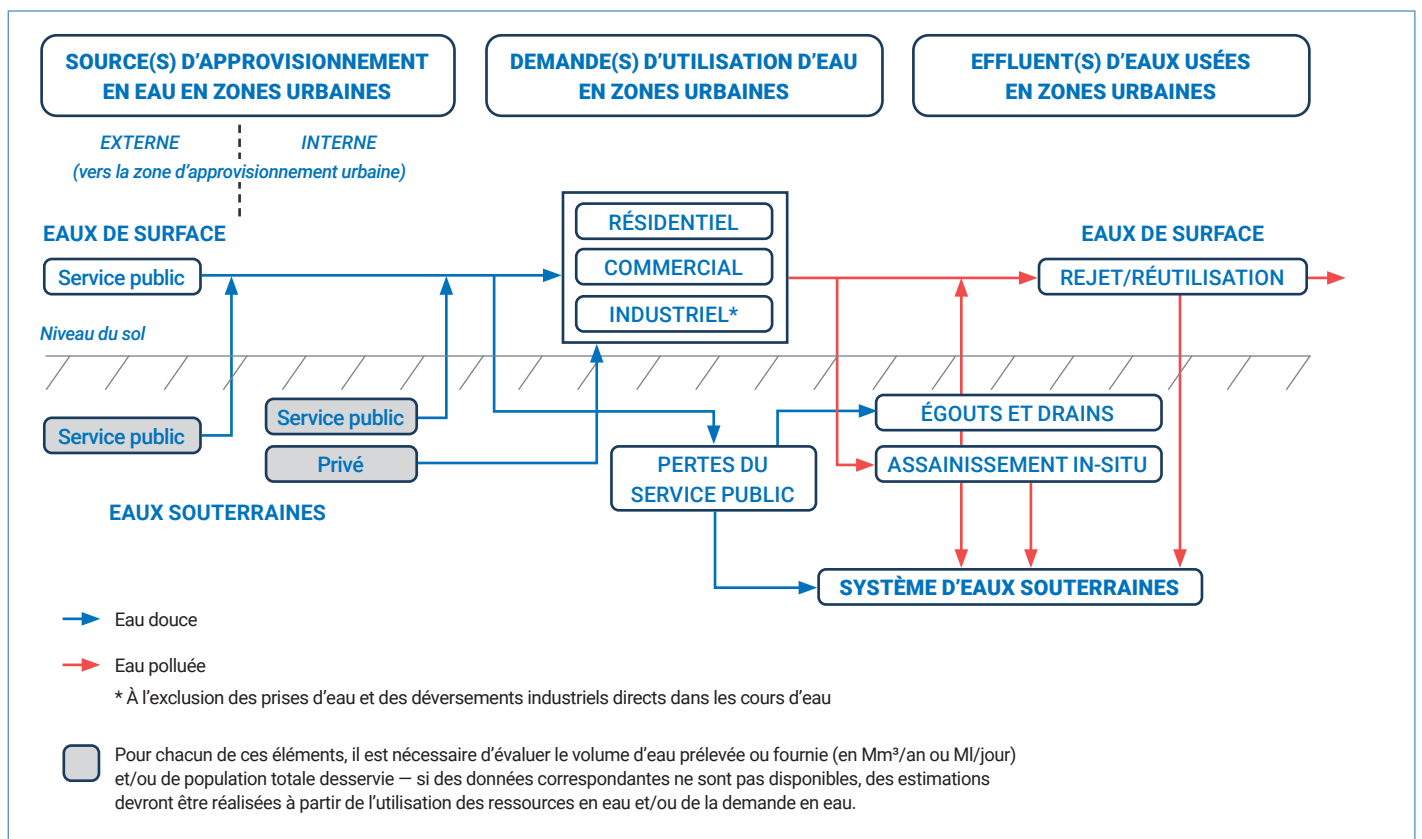 SOURCE(S) D’APPROVISIONNEMENT
EN EAU EN ZONES URBAINES
DEMANDE(S) D’UTILISATION D’EAU
EN ZONES URBAINES
EFFLUENT(S) D’EAUX USÉES
EN ZONES URBAINES
EXTERNE
INTERNE
(vers la zone d’approvisionnement urbaine)
EAUX DE SURFACE
Service public
RÉSIDENTIEL
COMMERCIAL
INDUSTRIEL*
EAUX DE SURFACE
REJET/RÉUTILISATION
Niveau du sol
Service public
Service public
Privé
EAUX SOUTERRAINES
PERTES DU
SERVICE PUBLIC
ÉGOUTS ET DRAINS
ASSAINISSEMENT IN-SITU
SYSTÈME D’EAUX SOUTERRAINES
Eau douce
Eau polluée
* À l’exclusion des prises d’eau et des déversements industriels directs dans les cours d’eau
Pour chacun de ces éléments, il est nécessaire d’évaluer le volume d’eau prélevée ou fournie (en Mm³/an ou Ml/jour)
et/ou de population totale desservie — si des données correspondantes ne sont pas disponibles, des estimations
devront être réalisées à partir de l’utilisation des ressources en eau et/ou de la demande en eau.